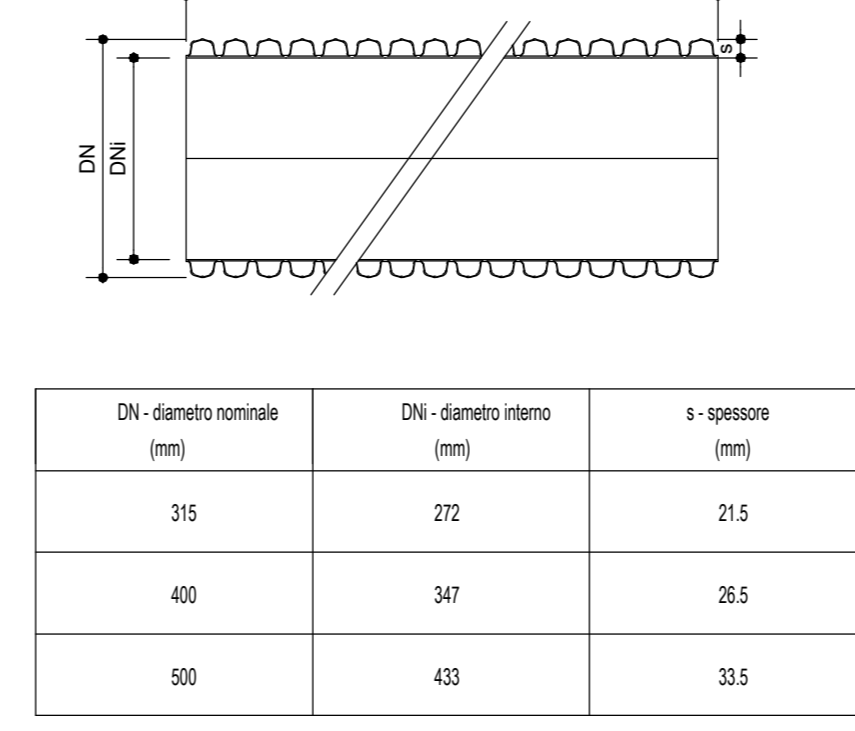 s
DN
DNi
DN - diametro nominale (mm)
DNi - diametro interno (mm)
s - spessore (mm)
315 272 21.5
400 347 26.5
500 433 33.5